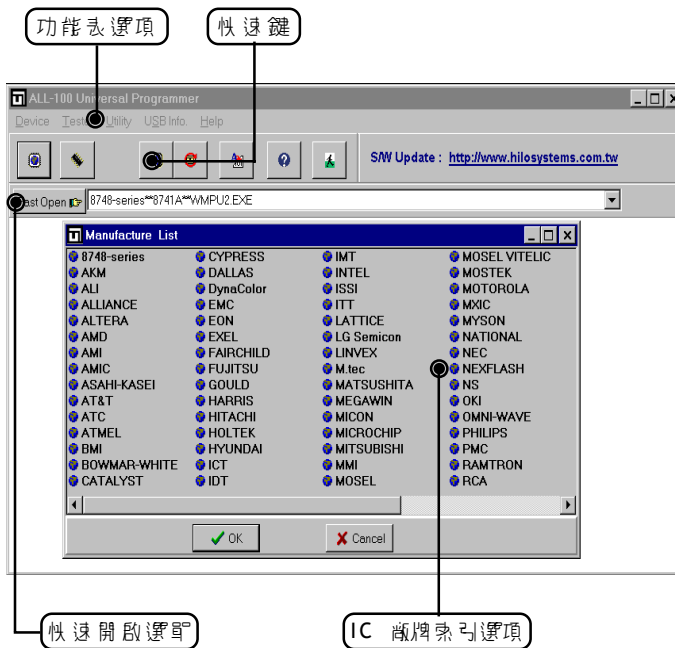 功能表選項 快速鍵
ALL-100 Universal Programmer
Device Test Utility USB Info. Help
S/W Update : http://www.hilosystems.com.tw
ast Open 8748-series**8741A**WMPU2.EXE
Manufacture List
8748-series CYPRESS IMT MOSEL VITELIC
AKM DALLAS INTEL MOSTEK
ALI DynaColor ISSI MOTOROLA
ALLIANCE EMC ITT MXIC
ALTERA EON LATTICE MYSON
AMD EXEL LG Semicon NATIONAL
AMI FAIRCHILD LINVEX NEC
AMIC FUJITSU M.tec NEXFLASH
ASAHI-KASEI GOULD MATSUSHITA NS
AT&T HARRIS MEGAWIN OKI
ATC HITACHI MICON OMNI-WAVE
ATMEL HOLTEK MICROCHIP PHILIPS
BMI HYUNDAI MITSUBISHI PMC
BOWMAR-WHITE ICT MMI RAMTRON
CATALYST IDT MOSEL RCA
OK Cancel
快速開啟選單 IC 廠牌索引選項